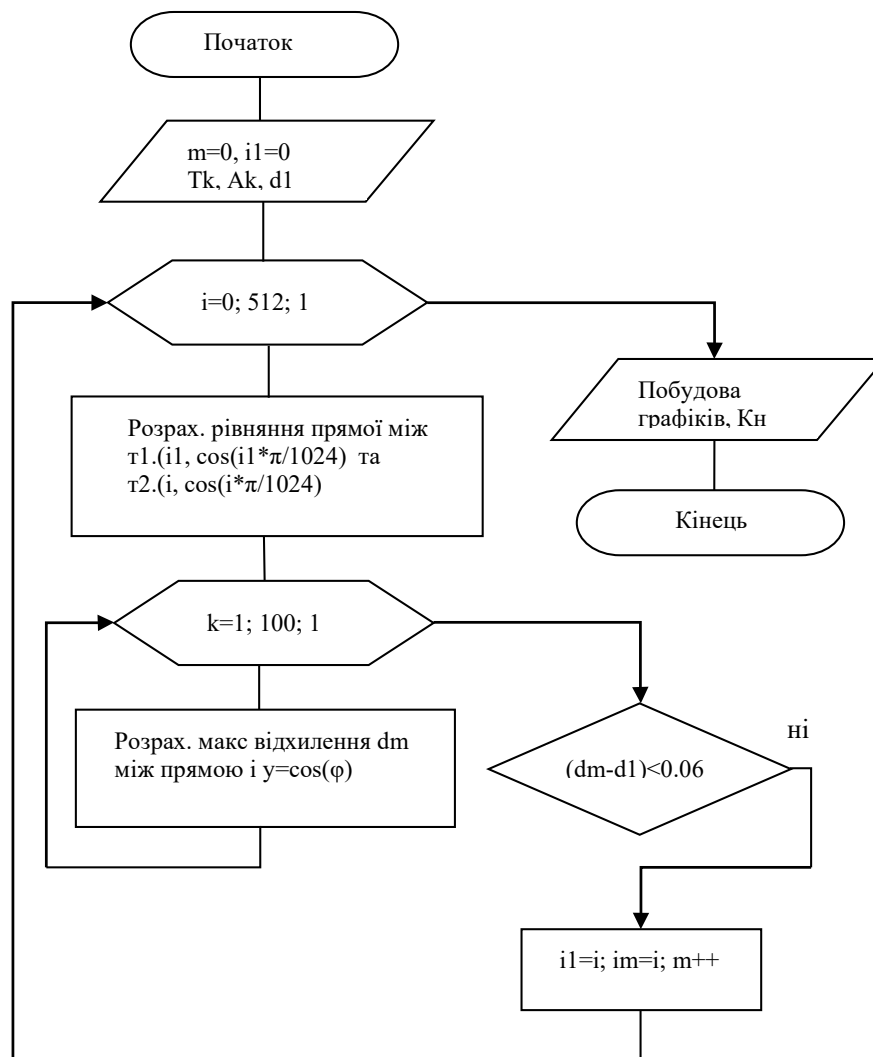 Початок
m=0, i1=0
Tk, Ak, d1
i=0; 512; 1
Розрах. рівняння прямої між
т1.(i1, cos(i1*π/1024) та
т2.(i, cos(i*π/1024)
Побудова
графіків, Кн
Кінець
k=1; 100; 1
Розрах. макс відхилення dm
між прямою і y=cos(φ)
ні
(dm-d1)<0.06
i1=i; im=i; m++